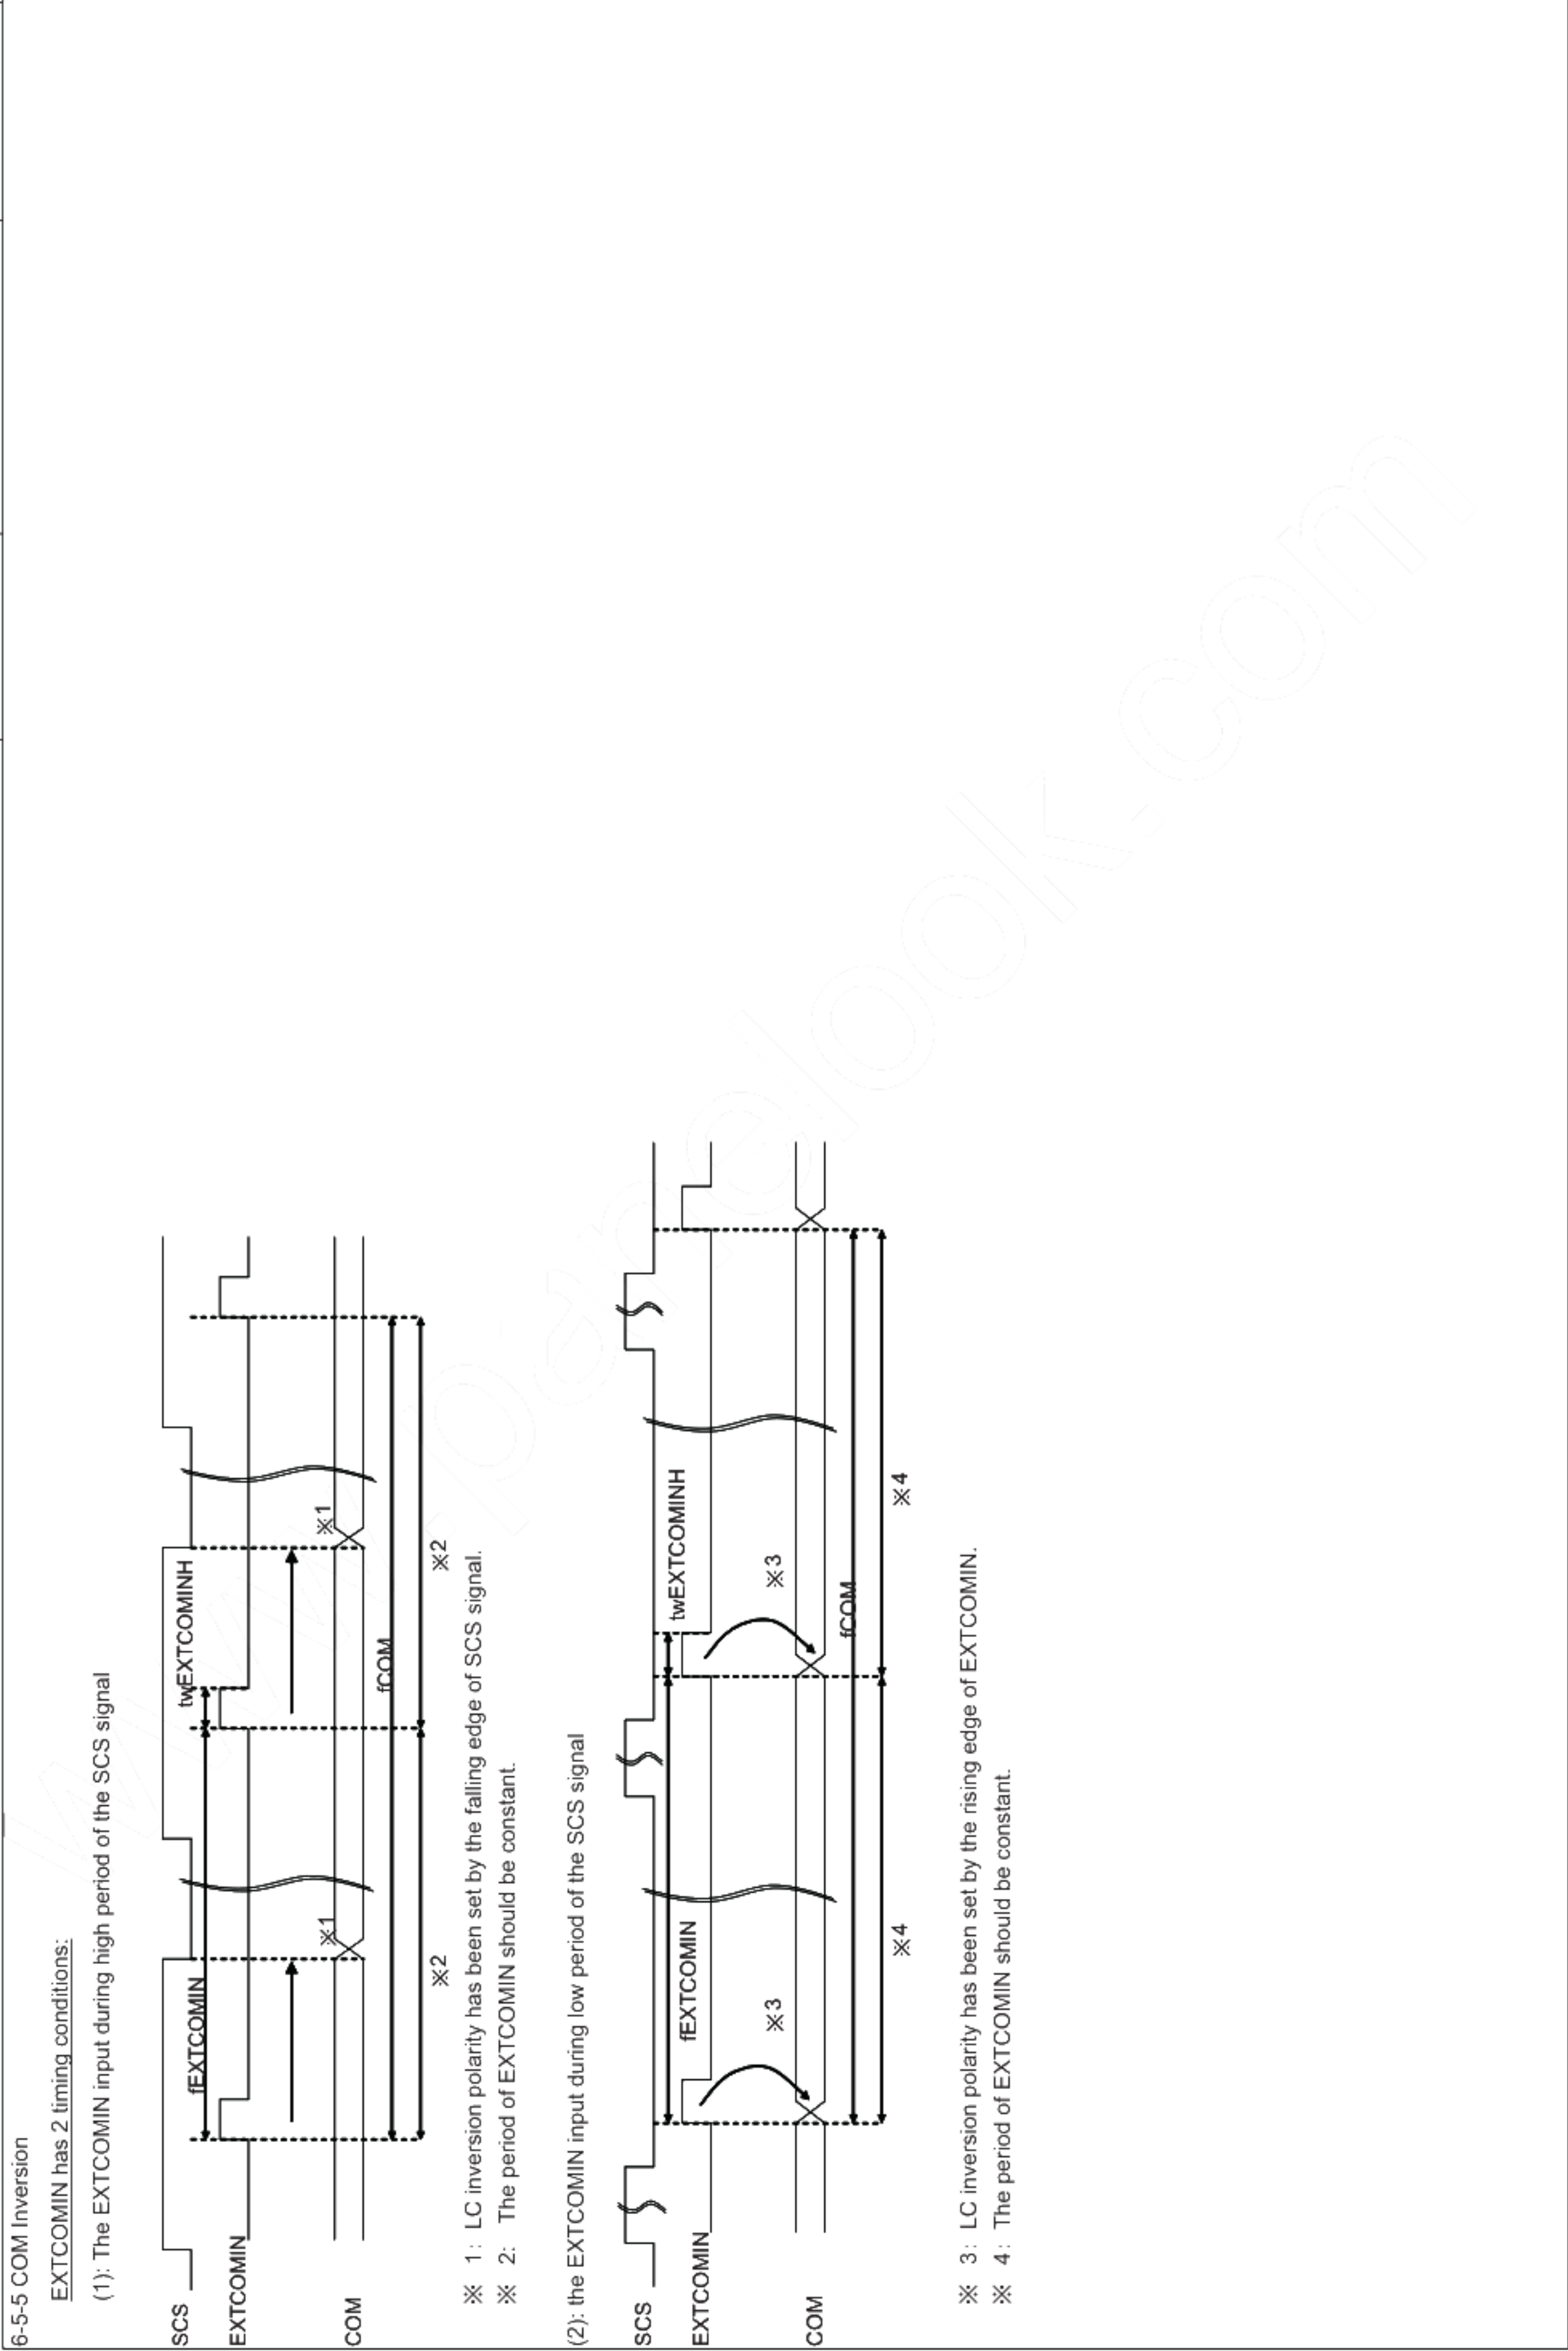 6-5-5 COM Inversion
EXTCOMIN has 2 timing conditions:
(1): The EXTCOMIN input during high period of the SCS signal
SCS
fEXTCOMIN
twEXTCOMINH
EXTCOMIN
※1
※1
COM
fCOM
※2
※2
※ 1: LC inversion polarity has been set by the falling edge of SCS signal.
※ 2: The period of EXTCOMIN should be constant.
(2): the EXTCOMIN input during low period of the SCS signal
SCS
fEXTCOMIN
twEXTCOMINH
EXTCOMIN
※3
※3
COM
fCOM
※4
※4
※ 3: LC inversion polarity has been set by the rising edge of EXTCOMIN.
※ 4: The period of EXTCOMIN should be constant.
www.panelook.com